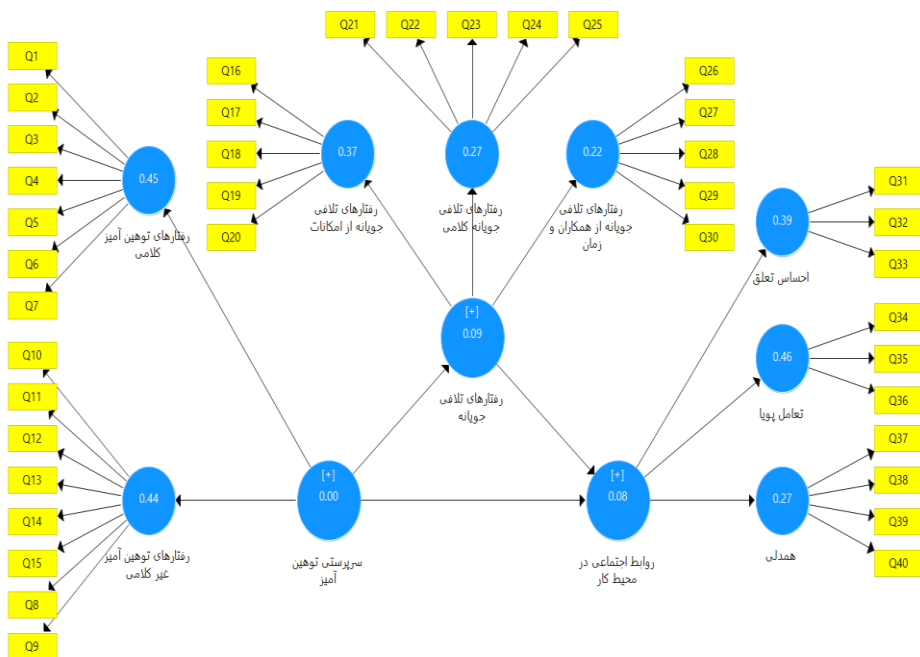 Q21
Q22
Q23
Q24
Q25
Q1
Q2
Q3
Q4
Q5
Q6
Q7
0.45
رفتارهای توهین آمیز
کلامی
Q16
Q17
Q18
Q19
Q20
0.37
رفتارهای تلافی
جویانه از امکانات
0.27
رفتارهای تلافی
جویانه کلامی
0.22
رفتارهای تلافی
جویانه از همکاران و
زمان
Q26
Q27
Q28
Q29
Q30
0.39
احساس تعلق
Q31
Q32
Q33
[+]
0.09
رفتارهای تلافی
جویانه
0.46
تعامل پویا
Q34
Q35
Q36
Q10
Q11
Q12
Q13
Q14
Q15
Q8
Q9
0.44
رفتارهای توهین آمیز
غیر کلامی
[+]
0.00
سرپرستی توهین
آمیز
[+]
0.08
روابط اجتماعی در
محیط کار
0.27
همدلی
Q37
Q38
Q39
Q40